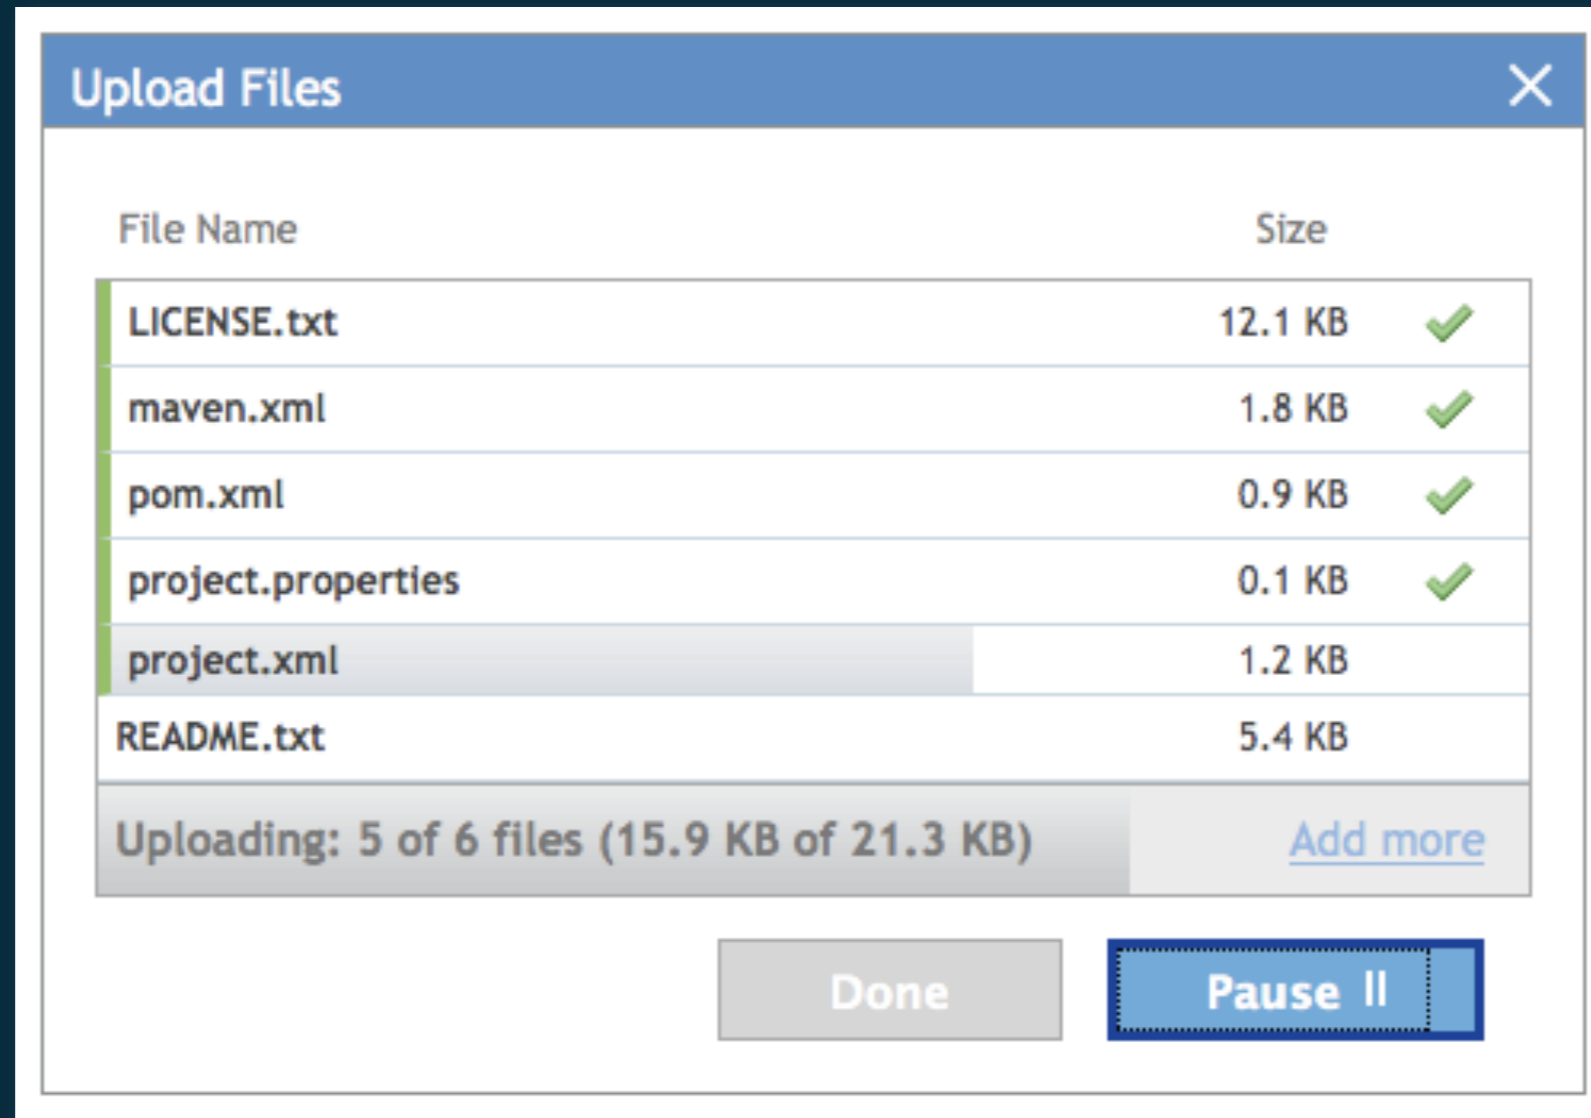 Upload Files
File Name Size
LICENSE.txt 12.1 KB
maven.xml 1.8 KB
pom.xml 0.9 KB
project.properties 0.1 KB
project.xml 1.2 KB
README.txt 5.4 KB
Uploading: 5 of 6 files (15.9 KB of 21.3 KB) Add more
Done Pause